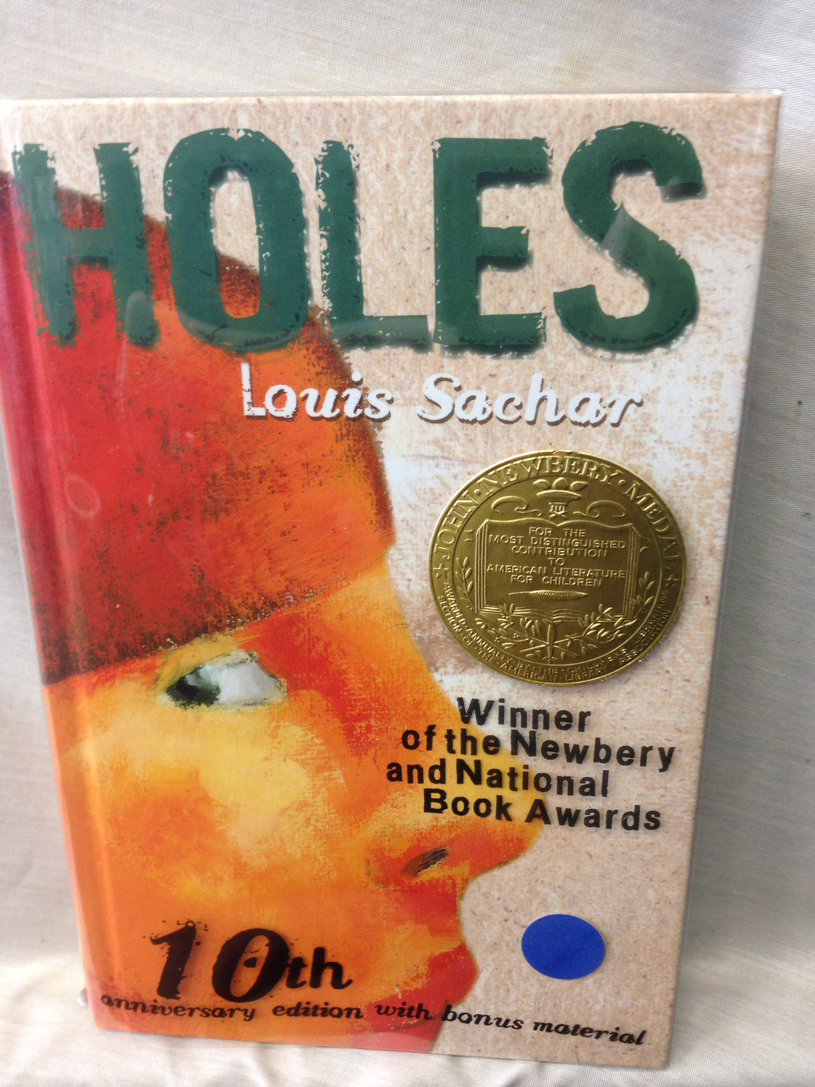 HOLES
Louis Sachar
JOHN·NEWBERY·MEDAL
FOR THE
MOST DISTINGUISHED
CONTRIBUTION
TO
AMERICAN LITERATURE
FOR CHILDREN
Winner
of the Newbery
and National
Book Awards
10th
anniversary edition with bonus material